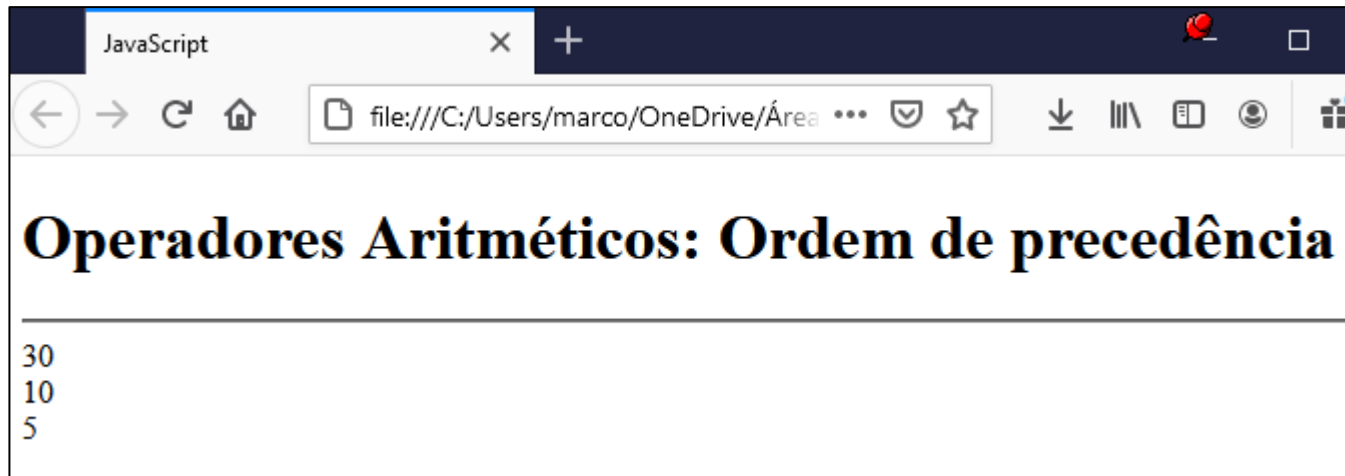 JavaScript
file:///C:/Users/marco/OneDrive/Área
Operadores Aritméticos: Ordem de precedência
30
10
5